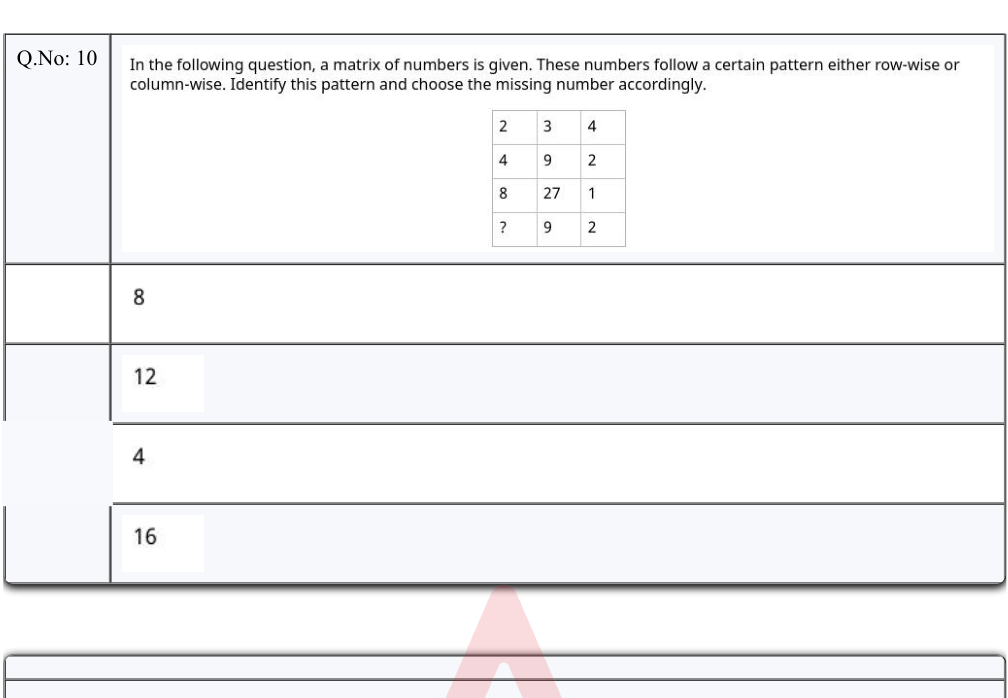 Q.No: 10
In the following question, a matrix of numbers is given. These numbers follow a certain pattern either row-wise or
column-wise. Identify this pattern and choose the missing number accordingly.
2 3 4
4 9 2
8 27 1
? 9 2
8
12
4
16